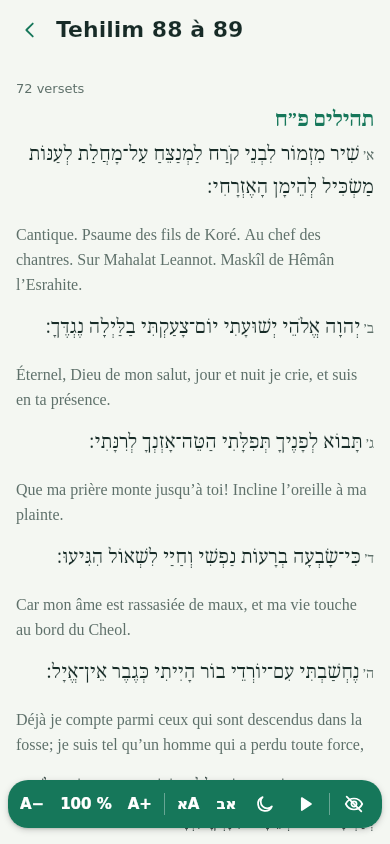 Tehilim 88 à 89
72 versets
תהילים פ״ח
א׳ שִׁיר מִזְמוֹר לִבְנֵי קֹרַח לַמְנַצֵּחַ עַל־מָחֲלַת לְעַנּוֹת
מַשְׂכִּיל לְהֵימָן הָאֶזְרָחִי׃
Cantique. Psaume des fils de Koré. Au chef des
chantres. Sur Mahalat Leannot. Maskîl de Hêmân
l’Esrahite.
ב׳ יְהוָה אֱלֹהֵי יְשׁוּעָתִי יוֹם־צָעַקְתִּי בַלַּיְלָה נֶגְדֶּךָ׃
Éternel, Dieu de mon salut, jour et nuit je crie, et suis
en ta présence.
ג׳ תָּבוֹא לְפָנֶיךָ תְּפִלָּתִי הַטֵּה־אָזְנְךָ לְרִנָּתִי׃
Que ma prière monte jusqu’à toi! Incline l’oreille à ma
plainte.
ד׳ כִּי־שָׂבְעָה בְרָעוֹת נַפְשִׁי וְחַיַּי לִשְׁאוֹל הִגִּיעוּ׃
Car mon âme est rassasiée de maux, et ma vie touche
au bord du Cheol.
ה׳ נֶחְשַׁבְתִּי עִם־יוֹרְדֵי בוֹר הָיִיתִי כְּגֶבֶר אֵין־אֱיָל׃
Déjà je compte parmi ceux qui sont descendus dans la
fosse; je suis tel qu’un homme qui a perdu toute force,
A− 100 % A+ אA אב